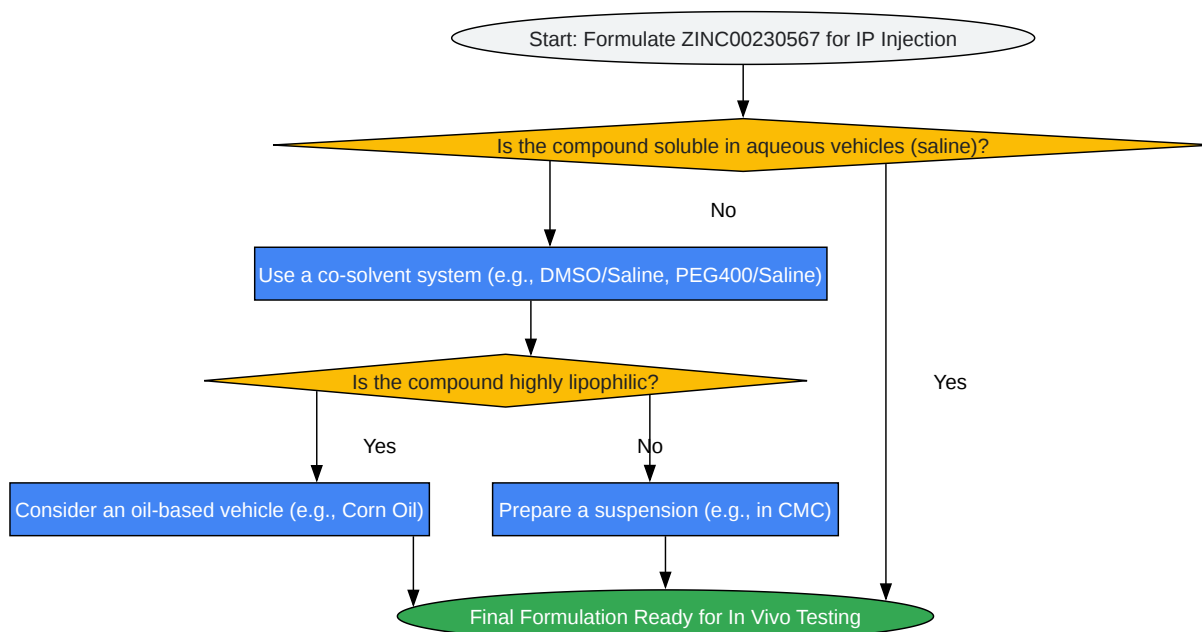 Start: Formulate ZINC00230567 for IP Injection
Is the compound soluble in aqueous vehicles (saline)?
No
Use a co-solvent system (e.g., DMSO/Saline, PEG400/Saline)
Is the compound highly lipophilic?
Yes
Yes
No
Consider an oil-based vehicle (e.g., Corn Oil)
Prepare a suspension (e.g., in CMC)
Final Formulation Ready for In Vivo Testing